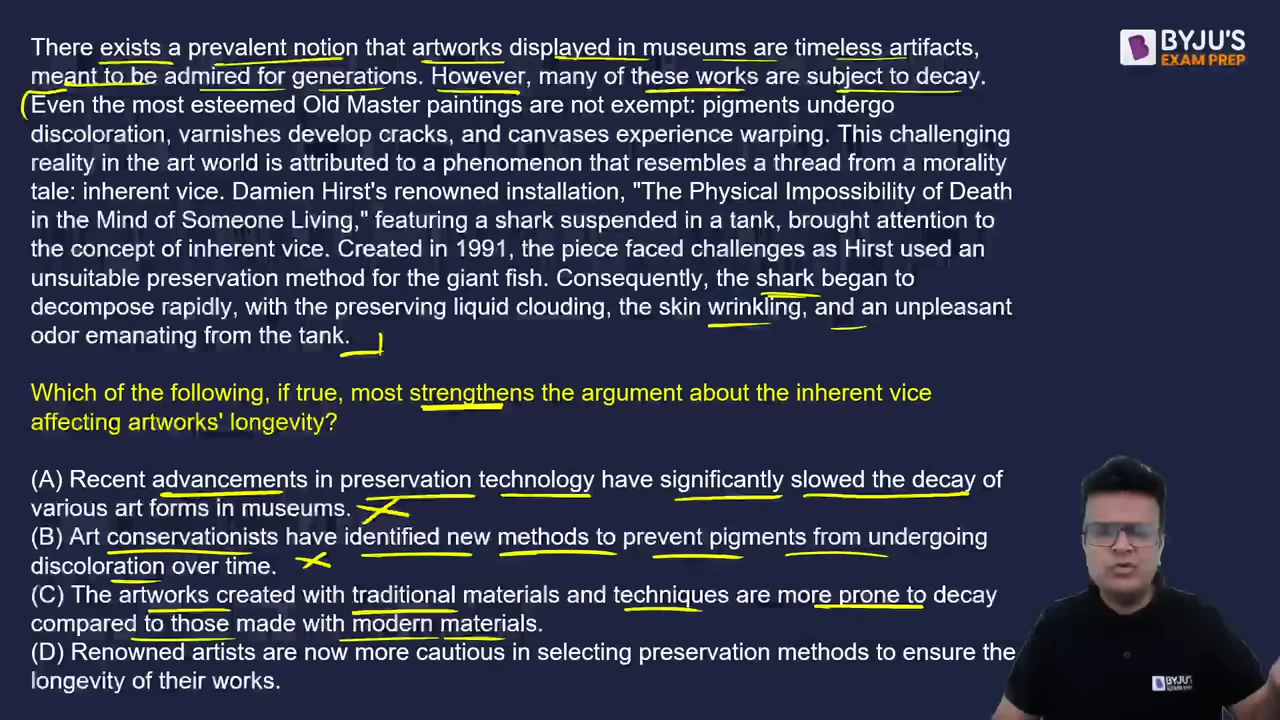 There exists a prevalent notion that artworks displayed in museums are timeless artifacts,
meant to be admired for generations. However, many of these works are subject to decay.
Even the most esteemed Old Master paintings are not exempt: pigments undergo
discoloration, varnishes develop cracks, and canvases experience warping. This challenging
reality in the art world is attributed to a phenomenon that resembles a thread from a morality
tale: inherent vice. Damien Hirst's renowned installation, "The Physical Impossibility of Death
in the Mind of Someone Living," featuring a shark suspended in a tank, brought attention to
the concept of inherent vice. Created in 1991, the piece faced challenges as Hirst used an
unsuitable preservation method for the giant fish. Consequently, the shark began to
decompose rapidly, with the preserving liquid clouding, the skin wrinkling, and an unpleasant
odor emanating from the tank.
Which of the following, if true, most strengthens the argument about the inherent vice
affecting artworks' longevity?
(A) Recent advancements in preservation technology have significantly slowed the decay of
various art forms in museums.
(B) Art conservationists have identified new methods to prevent pigments from undergoing
discoloration over time.
(C) The artworks created with traditional materials and techniques are more prone to decay
compared to those made with modern materials.
(D) Renowned artists are now more cautious in selecting preservation methods to ensure the
longevity of their works.
BYJU'S
EXAM PREP
BYJU'S